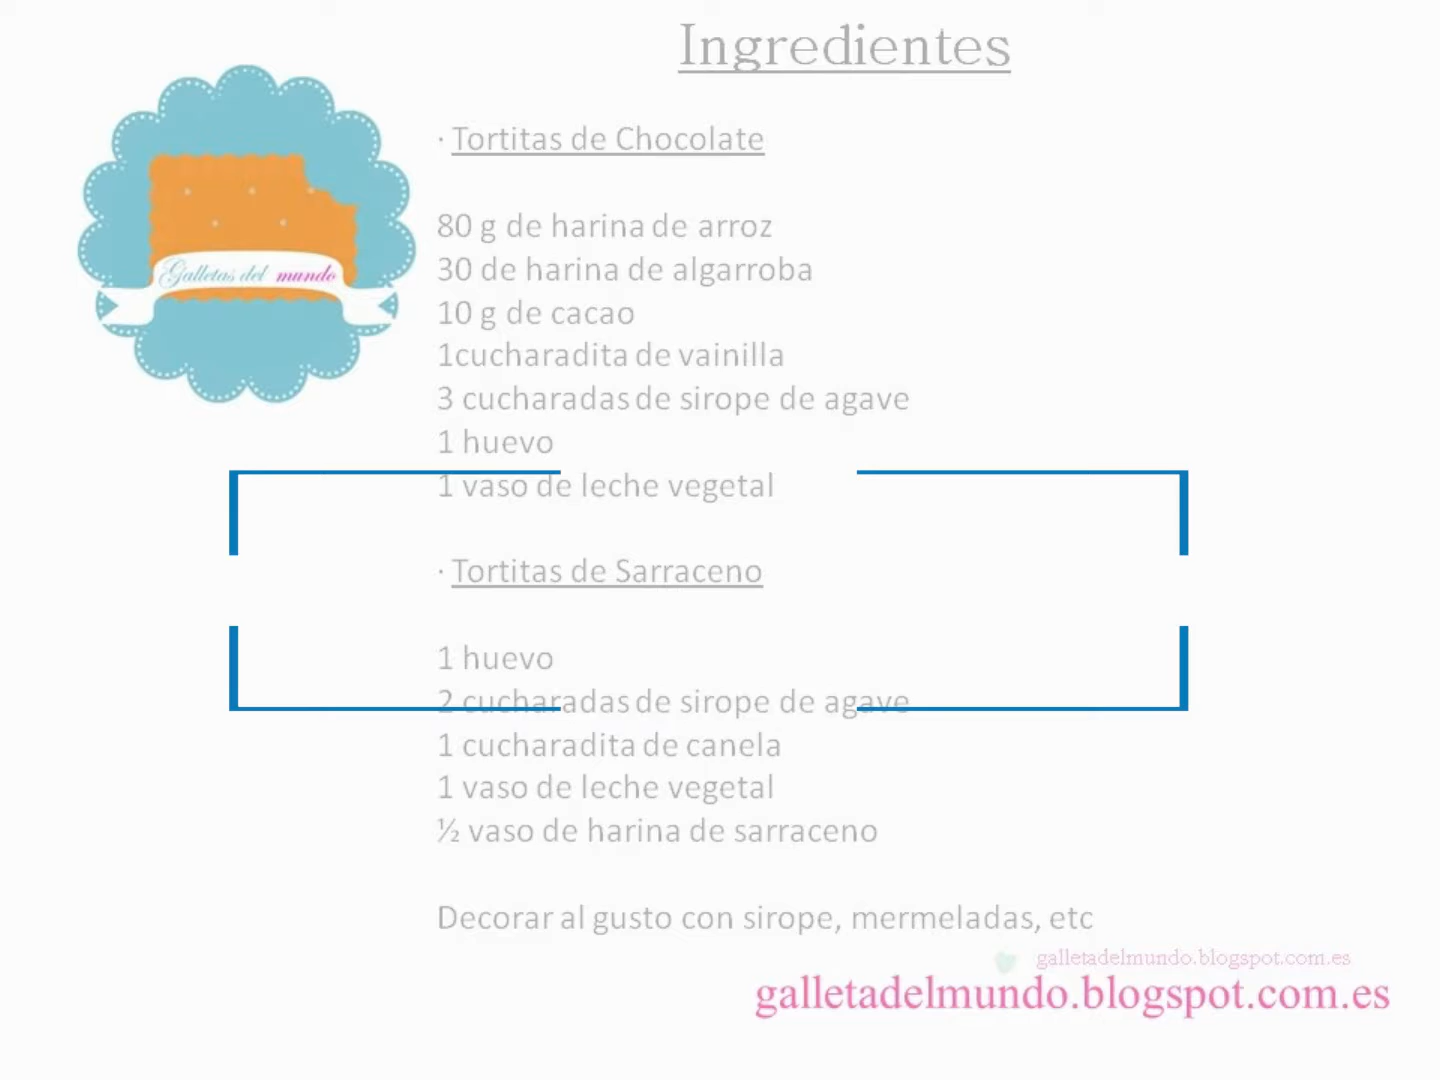 Ingredientes
· Tortitas de Chocolate
80 g de harina de arroz
30 de harina de algarroba
10 g de cacao
1cucharadita de vainilla
3 cucharadas de sirope de agave
1 huevo
1 vaso de leche vegetal
· Tortitas de Sarraceno
1 huevo
2 cucharadas de sirope de agave
1 cucharadita de canela
1 vaso de leche vegetal
½ vaso de harina de sarraceno
Decorar al gusto con sirope, mermeladas, etc
Galletas del mundo
galletadelmundo.blogspot.com.es
galletadelmundo.blogspot.com.es